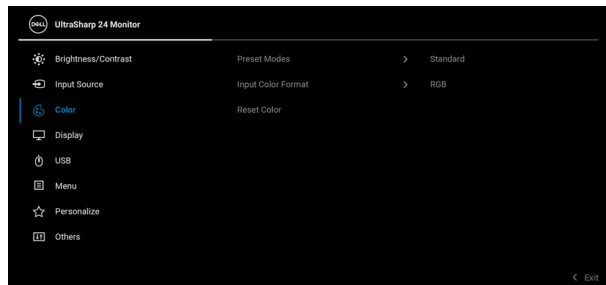 DELL UltraSharp 24 Monitor
Brightness/Contrast Preset Modes > Standard
Input Source Input Color Format > RGB
Color Reset Color
Display
USB
Menu
Personalize
Others
< Exit